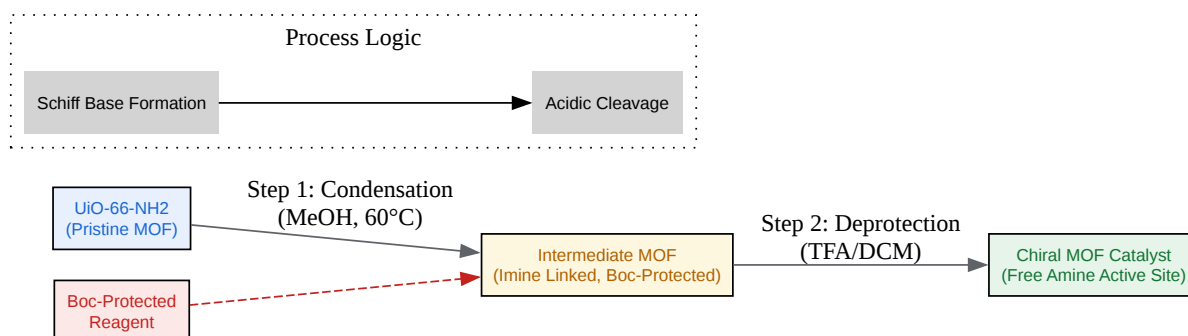 Process Logic
Schiff Base Formation
Acidic Cleavage
Step 1: Condensation
(MeOH, 60°C)
UiO-66-NH2
(Pristine MOF)
Step 2: Deprotection
(TFA/DCM)
Intermediate MOF
(Imine Linked, Boc-Protected)
Chiral MOF Catalyst
(Free Amine Active Site)
Boc-Protected
Reagent